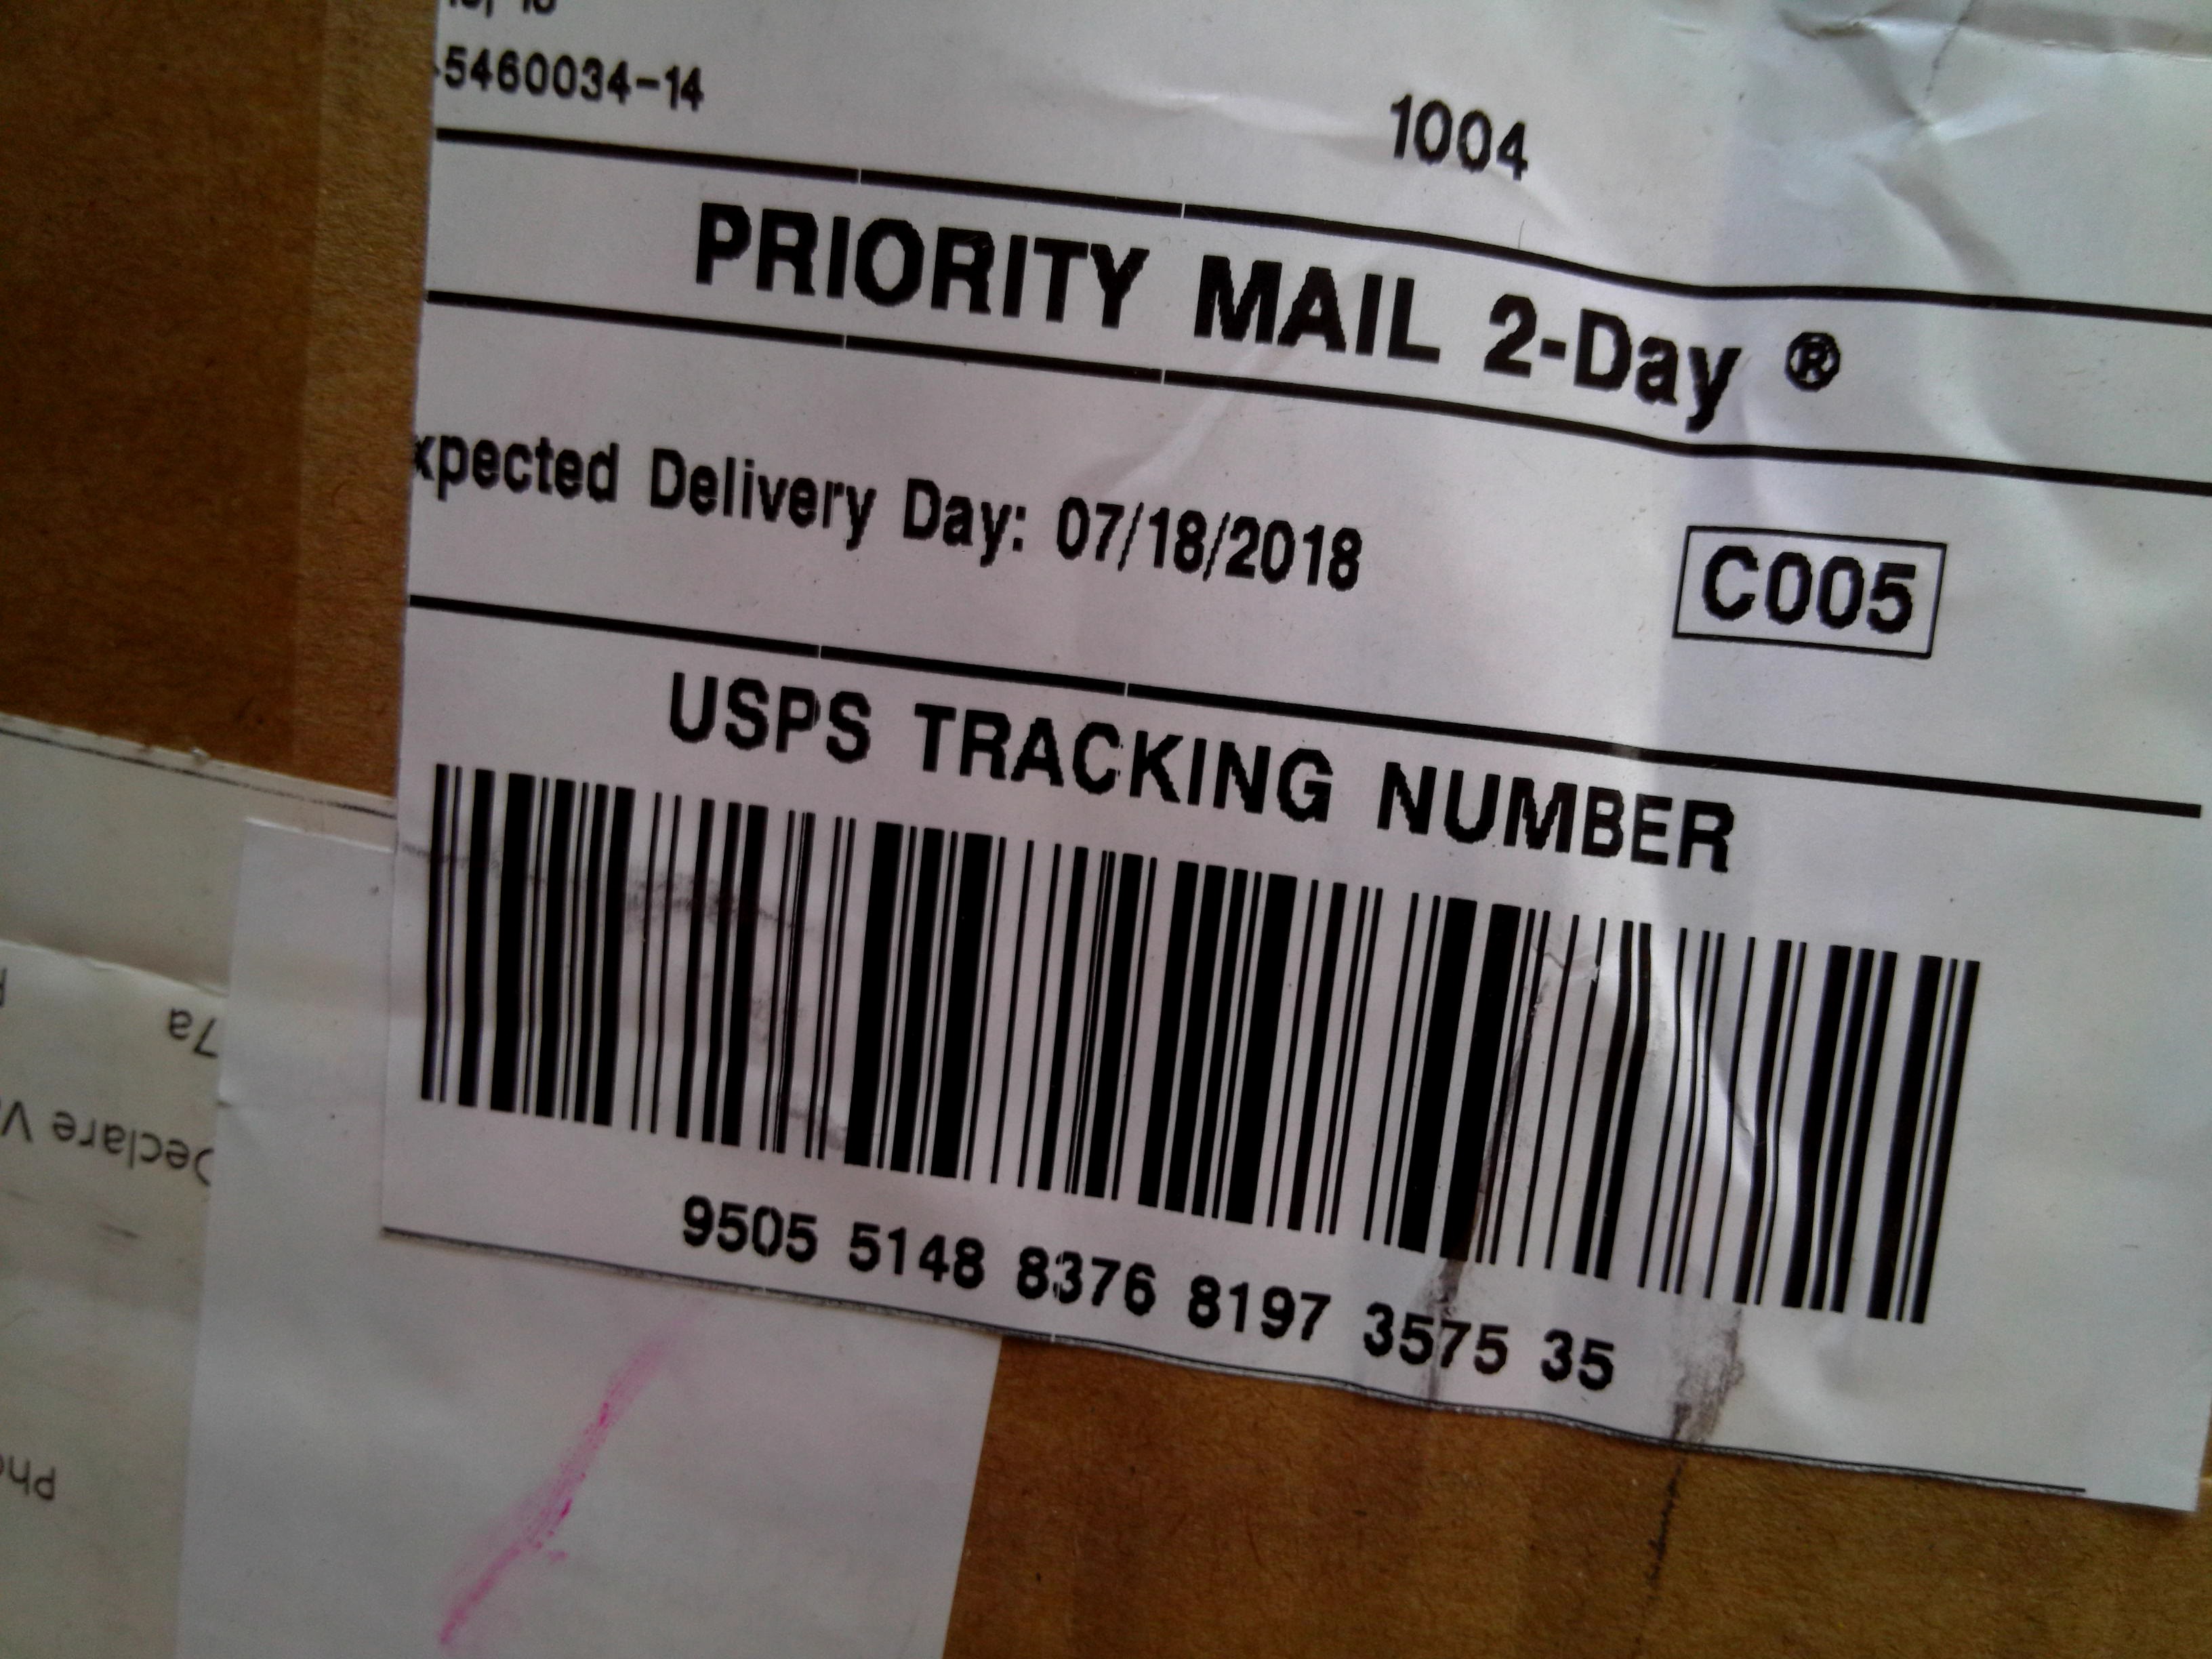 5460034-14
1004
PRIORITY MAIL 2-Day ®
xpected Delivery Day: 07/18/2018
C005
USPS TRACKING NUMBER
9505 5148 8376 8197 3575 35
7a
Declare V
Pho